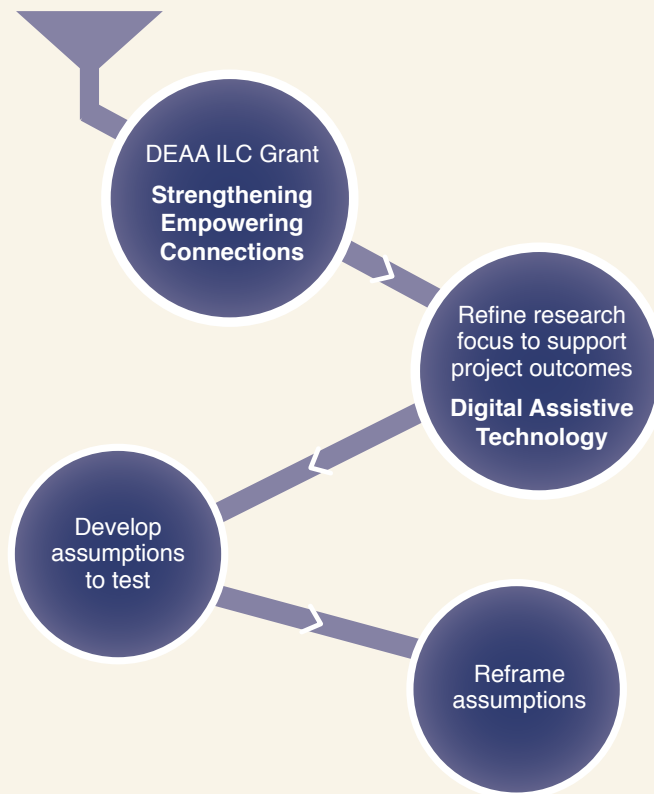 DEAA ILC Grant
Strengthening
Empowering
Connections
Refine research
focus to support
project outcomes
Digital Assistive
Technology
Develop
assumptions
to test
Reframe
assumptions